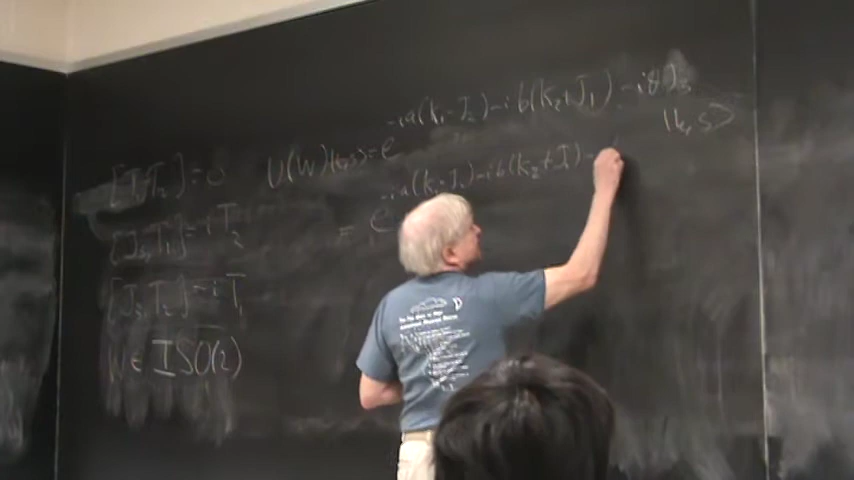 [T₁,T₂]=0
U(W)|k,s⟩=e^{-ia(K₁-J₂)-ib(K₂+J₁)-iθJ₃} |k,s⟩
= e^{-ia(K₁-J₂)-ib(K₂+J₁)-
[J₃,T₁]=iT₂
[J₃,T₂]=-iT₁
W∈ISO(2)